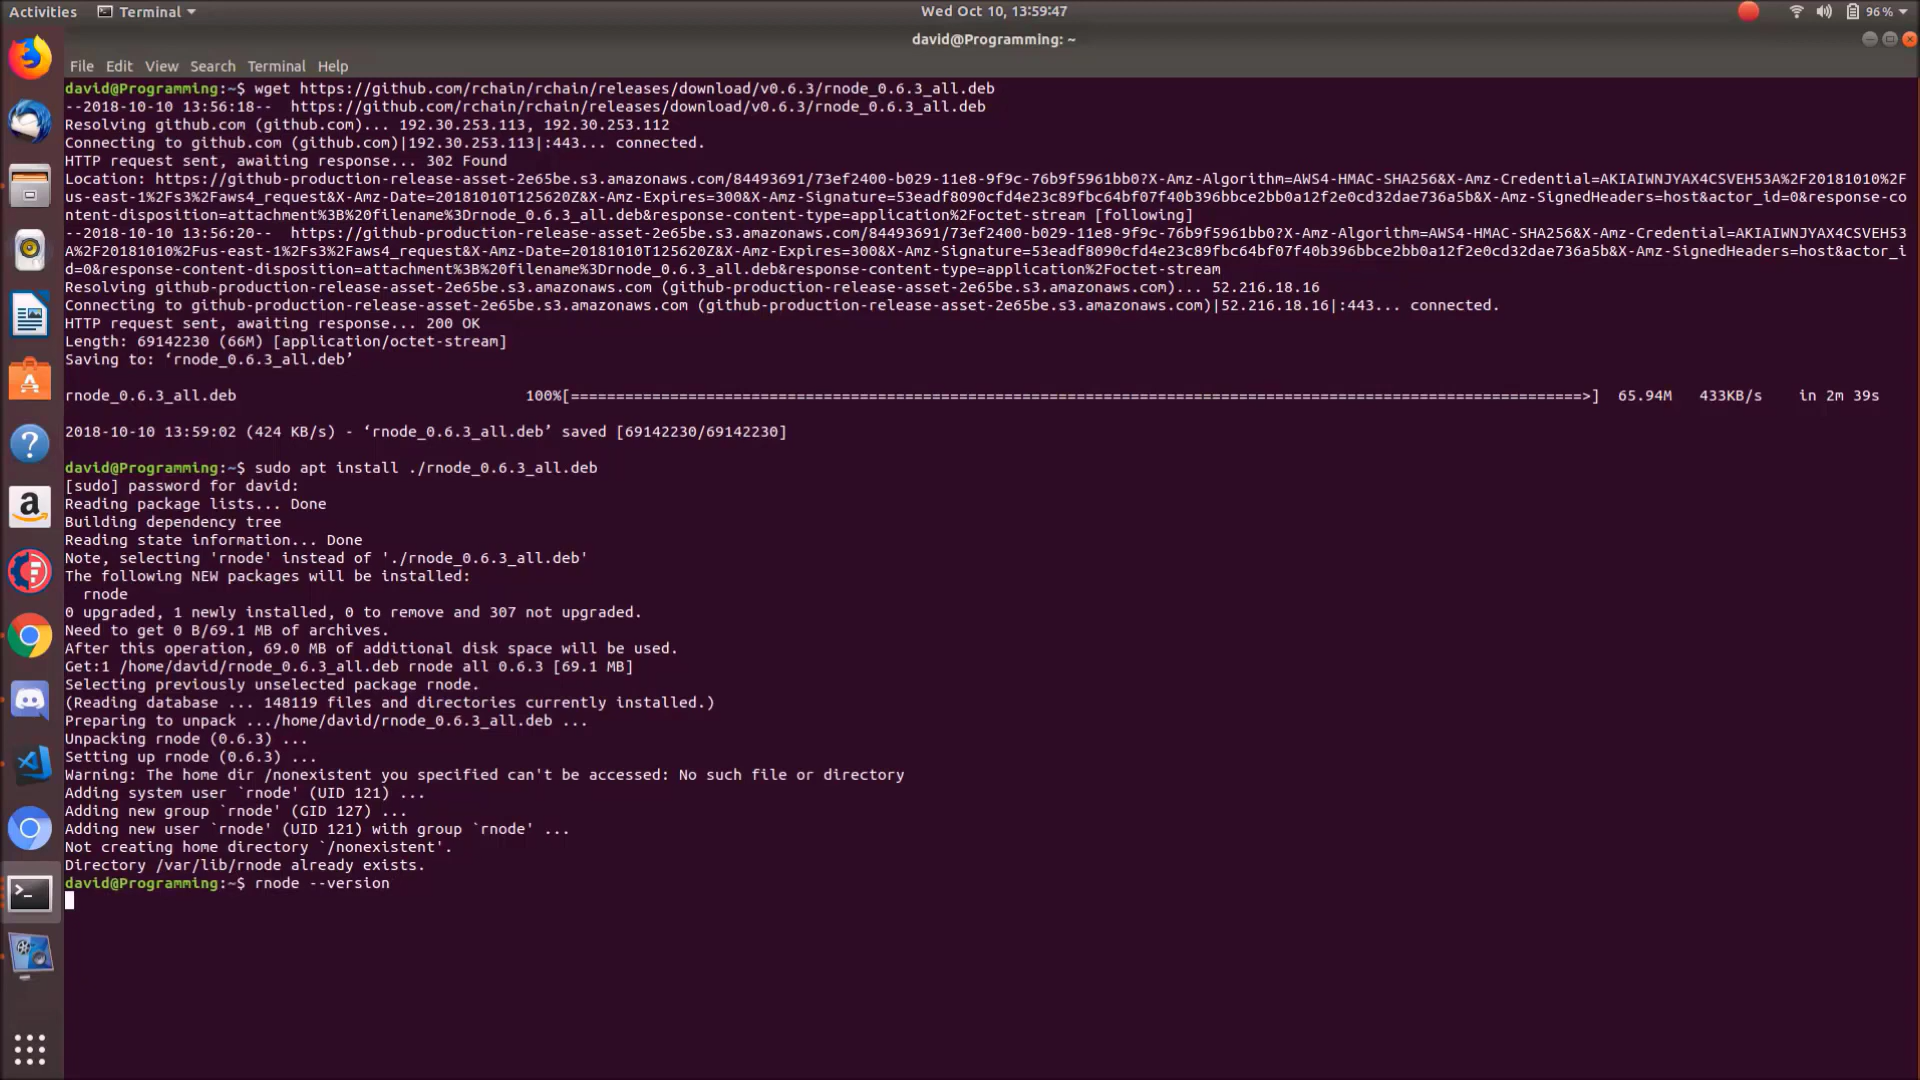 Activities Terminal Wed Oct 10, 13:59:47 96%
david@Programming: ~
File Edit View Search Terminal Help
david@Programming:~$ wget https://github.com/rchain/rchain/releases/download/v0.6.3/rnode_0.6.3_all.deb
--2018-10-10 13:56:18--  https://github.com/rchain/rchain/releases/download/v0.6.3/rnode_0.6.3_all.deb
Resolving github.com (github.com)... 192.30.253.113, 192.30.253.112
Connecting to github.com (github.com)|192.30.253.113|:443... connected.
HTTP request sent, awaiting response... 302 Found
Location: https://github-production-release-asset-2e65be.s3.amazonaws.com/84493691/73ef2400-b029-11e8-9f9c-76b9f5961bb0?X-Amz-Algorithm=AWS4-HMAC-SHA256&X-Amz-Credential=AKIAIWNJYAX4CSVEH53A%2F20181010%2F
us-east-1%2Fs3%2Faws4_request&X-Amz-Date=20181010T125620Z&X-Amz-Expires=300&X-Amz-Signature=53eadf8090cfd4e23c89fbc64bf07f40b396bbce2bb0a12f2e0cd32dae736a5b&X-Amz-SignedHeaders=host&actor_id=0&response-co
ntent-disposition=attachment%3B%20filename%3Drnode_0.6.3_all.deb&response-content-type=application%2Foctet-stream [following]
--2018-10-10 13:56:20--  https://github-production-release-asset-2e65be.s3.amazonaws.com/84493691/73ef2400-b029-11e8-9f9c-76b9f5961bb0?X-Amz-Algorithm=AWS4-HMAC-SHA256&X-Amz-Credential=AKIAIWNJYAX4CSVEH53
A%2F20181010%2Fus-east-1%2Fs3%2Faws4_request&X-Amz-Date=20181010T125620Z&X-Amz-Expires=300&X-Amz-Signature=53eadf8090cfd4e23c89fbc64bf07f40b396bbce2bb0a12f2e0cd32dae736a5b&X-Amz-SignedHeaders=host&actor_i
d=0&response-content-disposition=attachment%3B%20filename%3Drnode_0.6.3_all.deb&response-content-type=application%2Foctet-stream
Resolving github-production-release-asset-2e65be.s3.amazonaws.com (github-production-release-asset-2e65be.s3.amazonaws.com)... 52.216.18.16
Connecting to github-production-release-asset-2e65be.s3.amazonaws.com (github-production-release-asset-2e65be.s3.amazonaws.com)|52.216.18.16|:443... connected.
HTTP request sent, awaiting response... 200 OK
Length: 69142230 (66M) [application/octet-stream]
Saving to: ‘rnode_0.6.3_all.deb’
rnode_0.6.3_all.deb 100%[=================================================================================================================>] 65.94M 433KB/s in 2m 39s
2018-10-10 13:59:02 (424 KB/s) - ‘rnode_0.6.3_all.deb’ saved [69142230/69142230]
david@Programming:~$ sudo apt install ./rnode_0.6.3_all.deb
[sudo] password for david:
Reading package lists... Done
Building dependency tree
Reading state information... Done
Note, selecting 'rnode' instead of './rnode_0.6.3_all.deb'
The following NEW packages will be installed:
  rnode
0 upgraded, 1 newly installed, 0 to remove and 307 not upgraded.
Need to get 0 B/69.1 MB of archives.
After this operation, 69.0 MB of additional disk space will be used.
Get:1 /home/david/rnode_0.6.3_all.deb rnode all 0.6.3 [69.1 MB]
Selecting previously unselected package rnode.
(Reading database ... 148119 files and directories currently installed.)
Preparing to unpack .../home/david/rnode_0.6.3_all.deb ...
Unpacking rnode (0.6.3) ...
Setting up rnode (0.6.3) ...
Warning: The home dir /nonexistent you specified can't be accessed: No such file or directory
Adding system user `rnode' (UID 121) ...
Adding new group `rnode' (GID 127) ...
Adding new user `rnode' (UID 121) with group `rnode' ...
Not creating home directory `/nonexistent'.
Directory /var/lib/rnode already exists.
david@Programming:~$ rnode --version